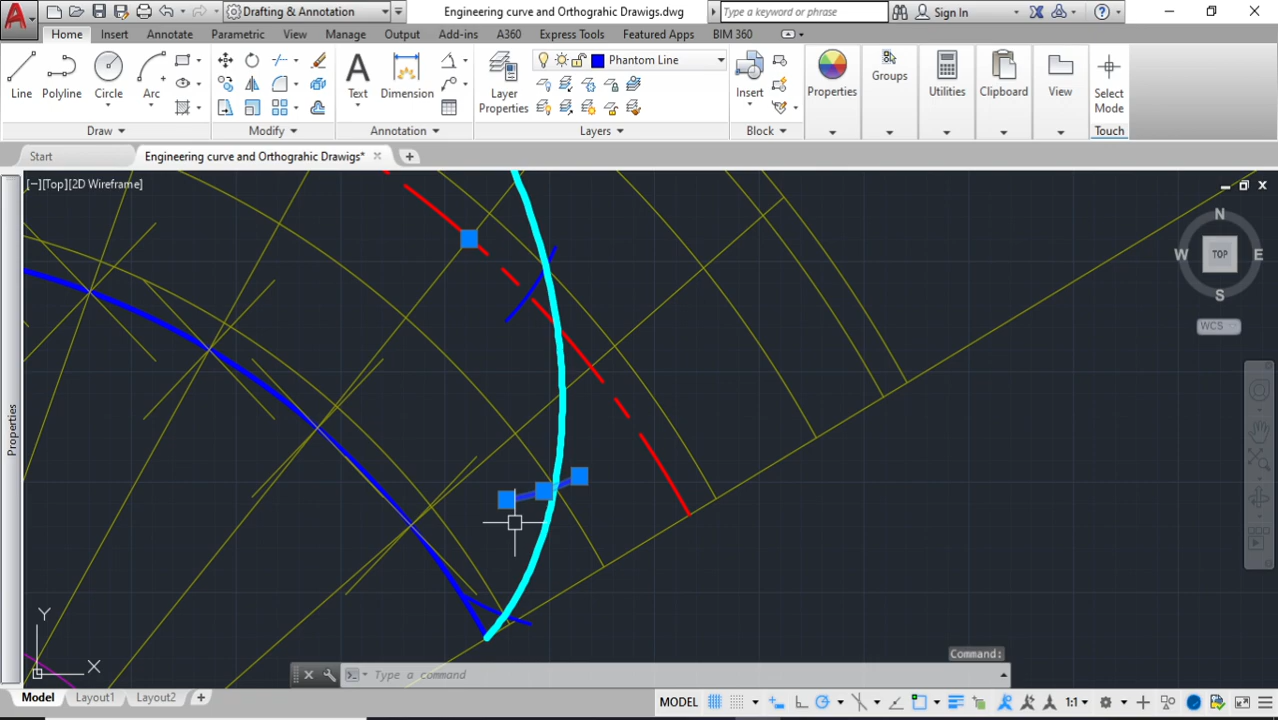 Drafting & Annotation
Engineering curve and Orthograhic Drawigs.dwg
Type a keyword or phrase
Sign In
Home Insert Annotate Parametric View Manage Output Add-ins A360 Express Tools Featured Apps BIM 360
Phantom Line
Line Polyline Circle Arc Text Dimension Layer Properties Insert Properties Groups Utilities Clipboard View Select Mode
Draw Modify Annotation Layers Block Touch
Start Engineering curve and Orthograhic Drawigs*
[−][Top][2D Wireframe]
N
W TOP E
S
WCS
Properties
Y
X
Command:
Type a command
Model Layout1 Layout2
MODEL 1:1